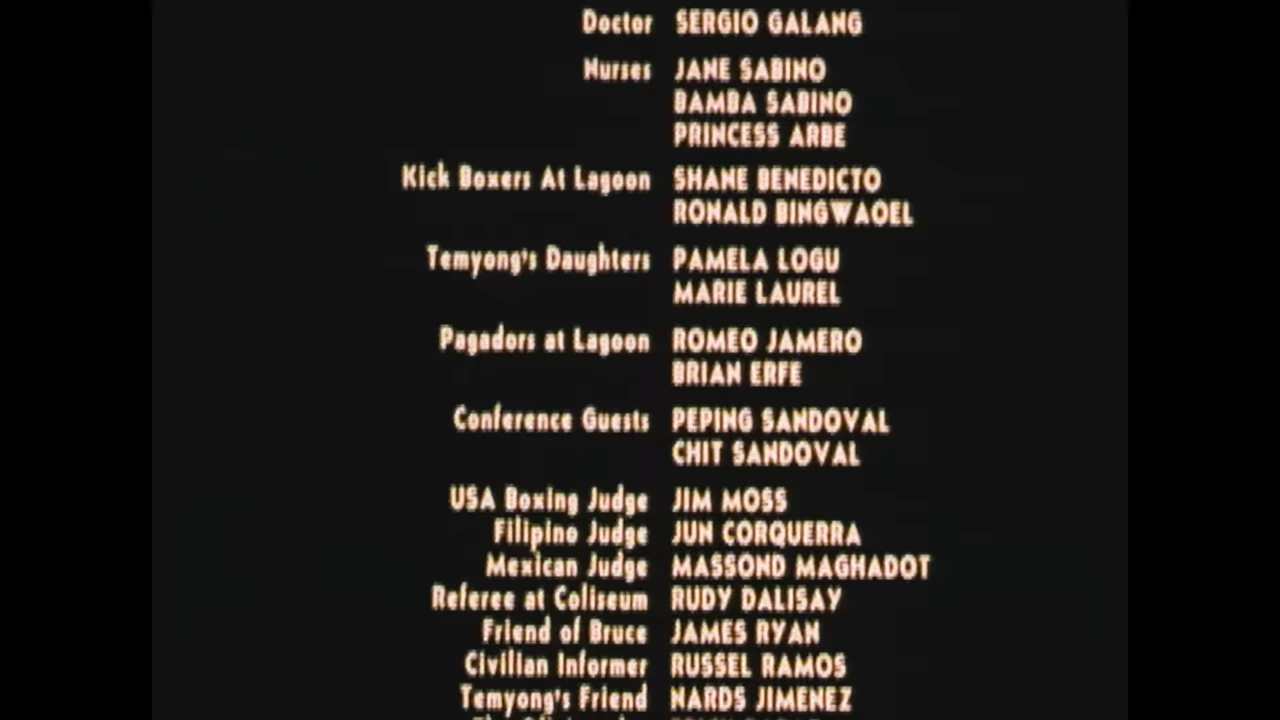 Doctor SERGIO GALANG
Nurses JANE SABINO
BAMBA SABINO
PRINCESS ARBE
Kick Boxers At Lagoon SHANE BENEDICTO
RONALD BINGWAOEL
Temyong's Daughters PAMELA LOGU
MARIE LAUREL
Pagadors at Lagoon ROMEO JAMERO
BRIAN ERFE
Conference Guests PEPING SANDOVAL
CHIT SANDOVAL
USA Boxing Judge JIM MOSS
Filipino Judge JUN CORQUERRA
Mexican Judge MASSOND MAGHADOT
Referee at Coliseum RUDY DALISAY
Friend of Bruce JAMES RYAN
Civilian Informer RUSSEL RAMOS
Temyong's Friend NARDS JIMENEZ